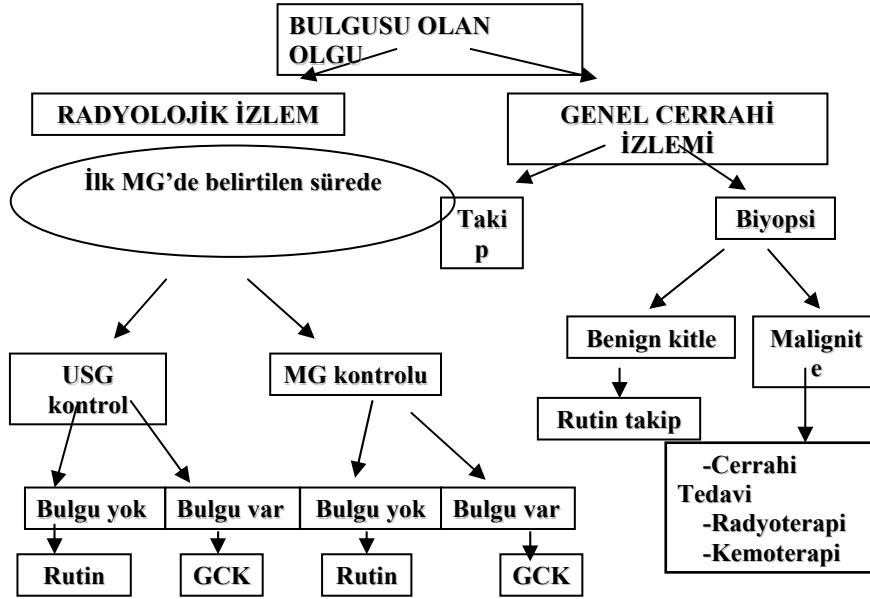 BULGUSU OLAN
OLGU
RADYOLOJİK İZLEM
GENEL CERRAHİ
İZLEMİ
İlk MG’de belirtilen sürede
Taki
p
Biyopsi
Benign kitle
Malignit
e
USG
kontrol
MG kontrolu
Rutin takip
-Cerrahi
Tedavi
-Radyoterapi
-Kemoterapi
Bulgu yok
Bulgu var
Bulgu yok
Bulgu var
Rutin
GCK
Rutin
GCK